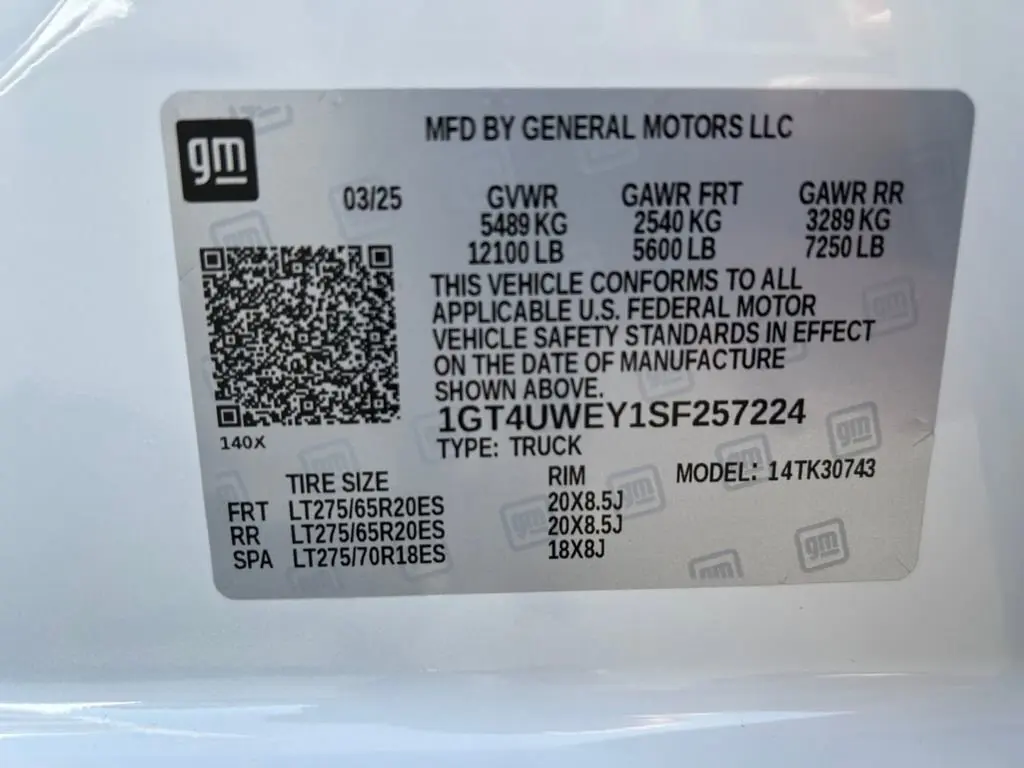 gm
MFD BY GENERAL MOTORS LLC
03/25 GVWR GAWR FRT GAWR RR
5489 KG 2540 KG 3289 KG
12100 LB 5600 LB 7250 LB
THIS VEHICLE CONFORMS TO ALL
APPLICABLE U.S. FEDERAL MOTOR
VEHICLE SAFETY STANDARDS IN EFFECT
ON THE DATE OF MANUFACTURE
SHOWN ABOVE.
1GT4UWEY1SF257224
140X
TYPE: TRUCK
TIRE SIZE RIM MODEL: 14TK30743
FRT LT275/65R20ES 20X8.5J
RR LT275/65R20ES 20X8.5J
SPA LT275/70R18ES 18X8J